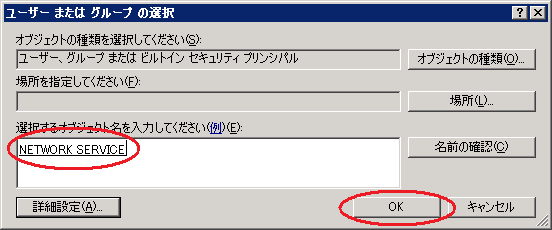 ユーザー または グループ の選択
オブジェクトの種類を選択してください(S):
ユーザー、グループ または ビルトイン セキュリティ プリンシパル
オブジェクトの種類(O)...
場所を指定してください(F):
場所(L)...
選択するオブジェクト名を入力してください(例)(E):
NETWORK SERVICE
名前の確認(C)
詳細設定(A)...
OK
キャンセル